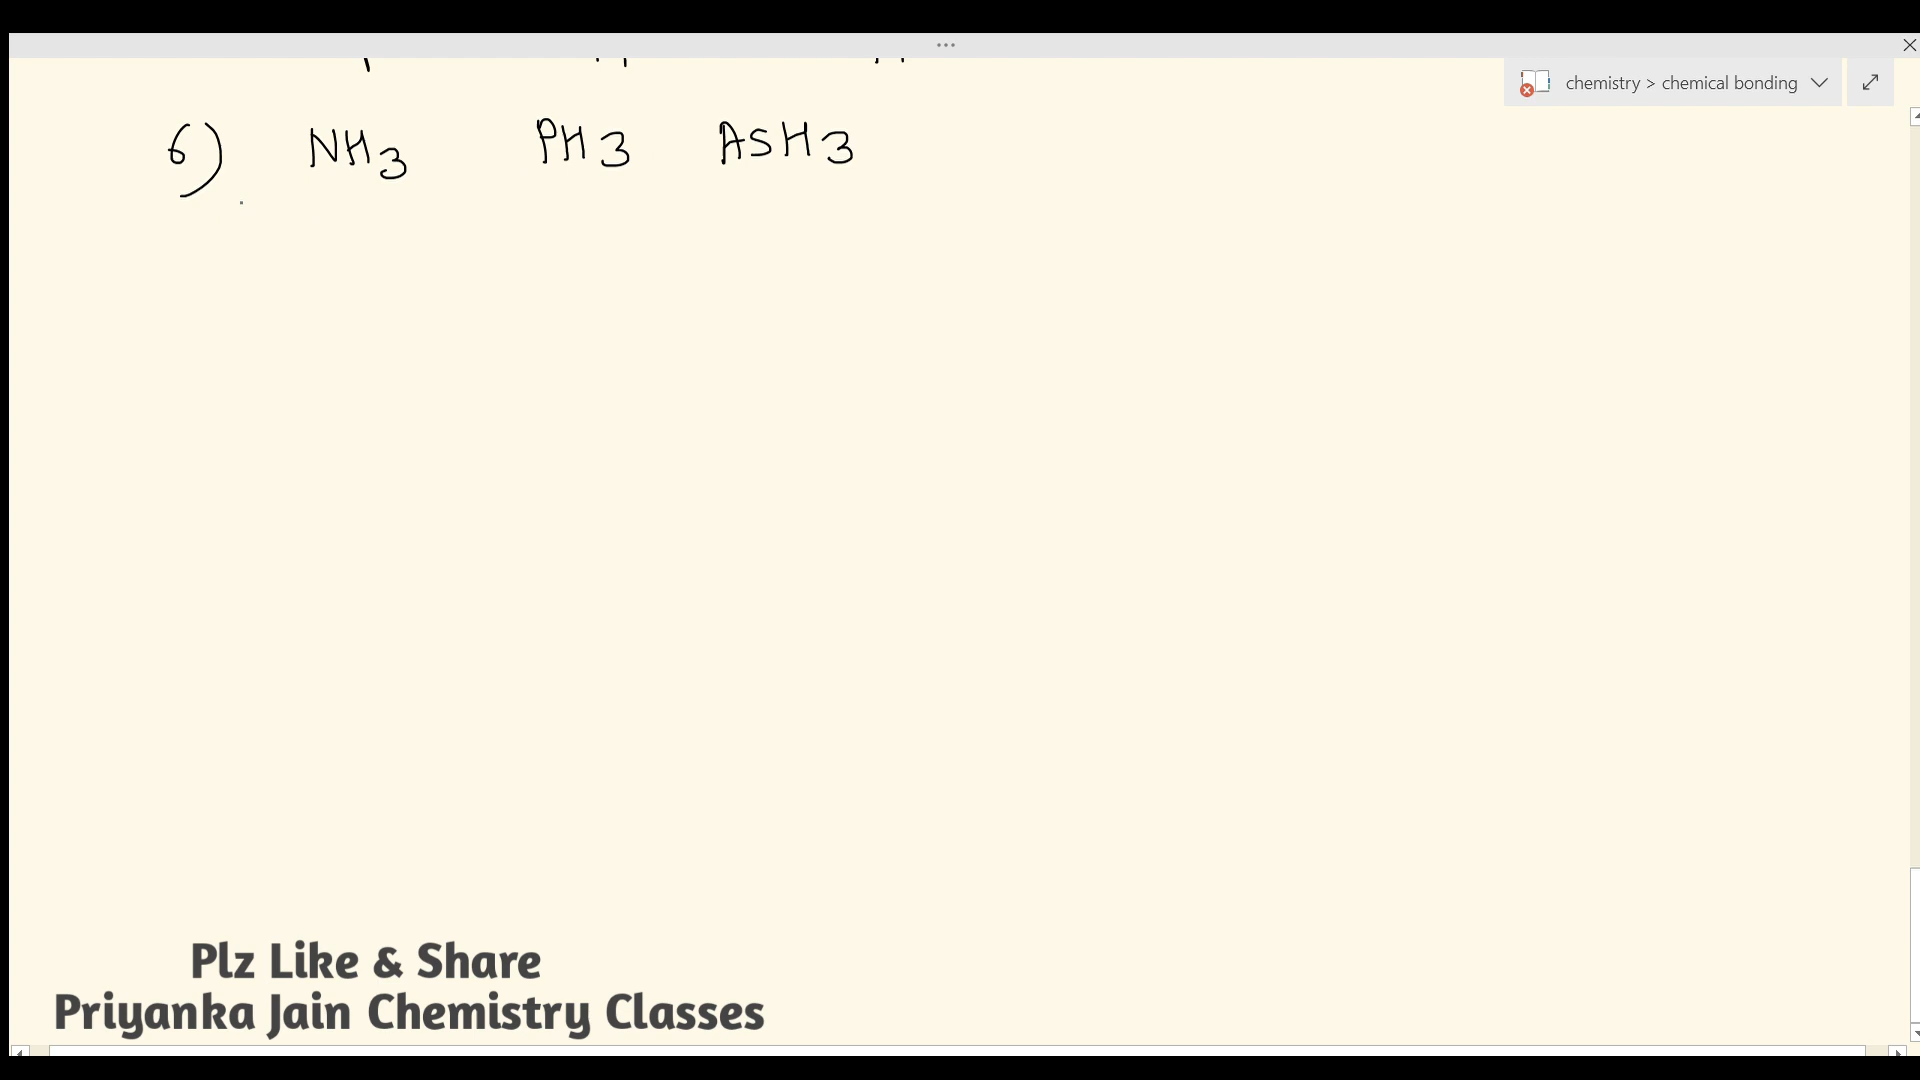 chemistry > chemical bonding
6) NH3 PH3 ASH3
Plz Like & Share
Priyanka Jain Chemistry Classes